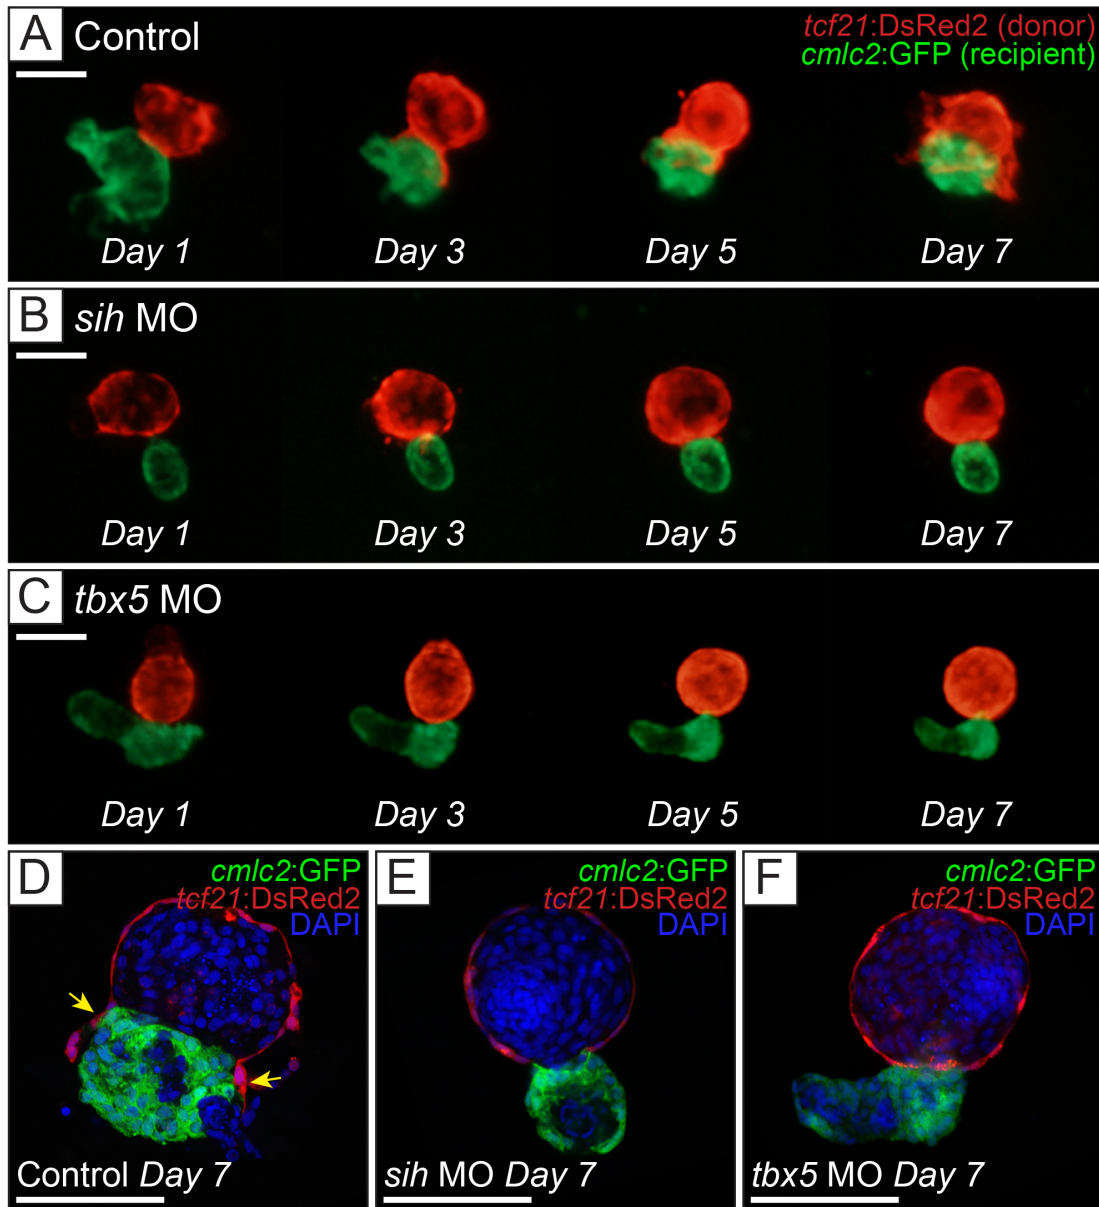 A Control
tcf21:DsRed2 (donor)
cmlc2:GFP (recipient)
Day 1 Day 3 Day 5 Day 7
B sih MO
Day 1 Day 3 Day 5 Day 7
C tbx5 MO
Day 1 Day 3 Day 5 Day 7
D
cmlc2:GFP
tcf21:DsRed2
DAPI
Control Day 7
E
cmlc2:GFP
tcf21:DsRed2
DAPI
sih MO Day 7
F
cmlc2:GFP
tcf21:DsRed2
DAPI
tbx5 MO Day 7